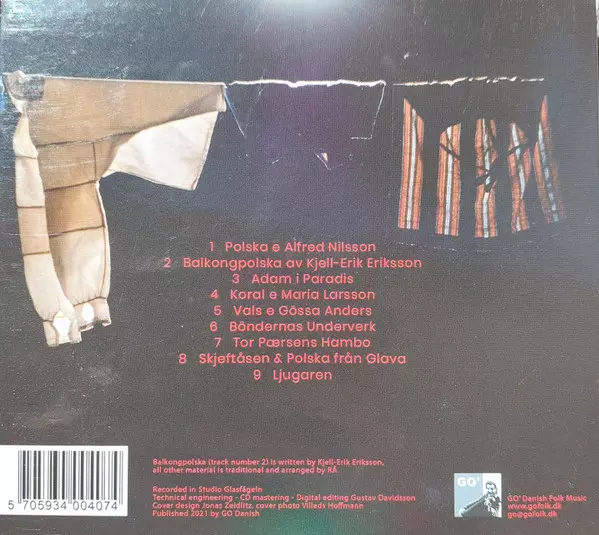 1 Polska e Alfred Nilsson
2 Balkongpolska av Kjell-Erik Eriksson
3 Adam i Paradis
4 Koral e Maria Larsson
5 Vals e Gössa Anders
6 Böndernas Underverk
7 Tor Pærsens Hambo
8 Skjeftåsen & Polska från Glava
9 Ljugaren
Balkongpolska (track number 2) is written by Kjell-Erik Eriksson,
all other material is traditional and arranged by RÅ
Recorded in Studio Glasfågeln
Technical engineering - CD mastering - Digital editing Gustav Davidsson
Cover design Jonas Zeidlitz, cover photo Villeds Hoffmann
Published 2021 by GO'Danish
5 705934 004074
GO'
GO' Danish Folk Music
www.gofolk.dk
go@gofolk.dk